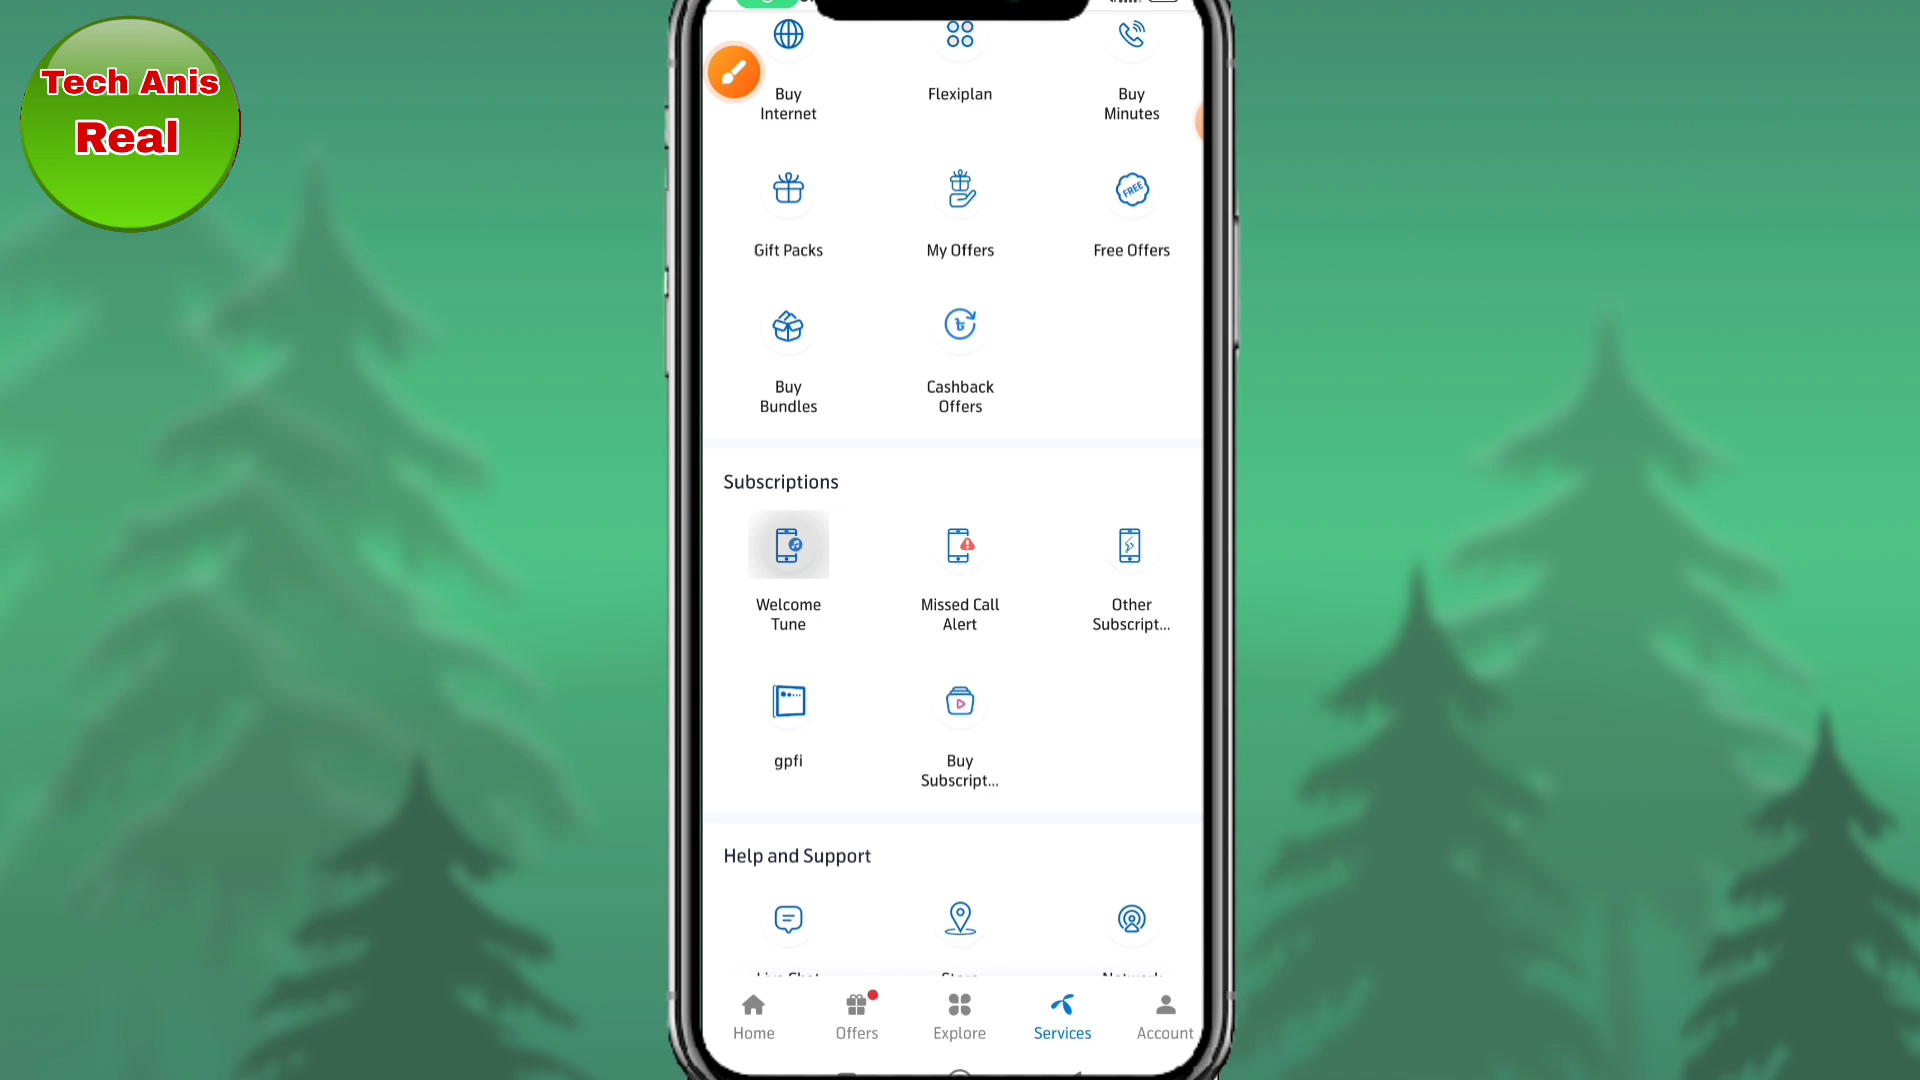 Tech Anis
Real
Buy
Internet
Flexiplan
Buy
Minutes
Gift Packs
My Offers
FREE
Free Offers
Buy
Bundles
Cashback
Offers
Subscriptions
Welcome
Tune
Missed Call
Alert
Other
Subscript...
gpfi
Buy
Subscript...
Help and Support
Home
Offers
Explore
Services
Account